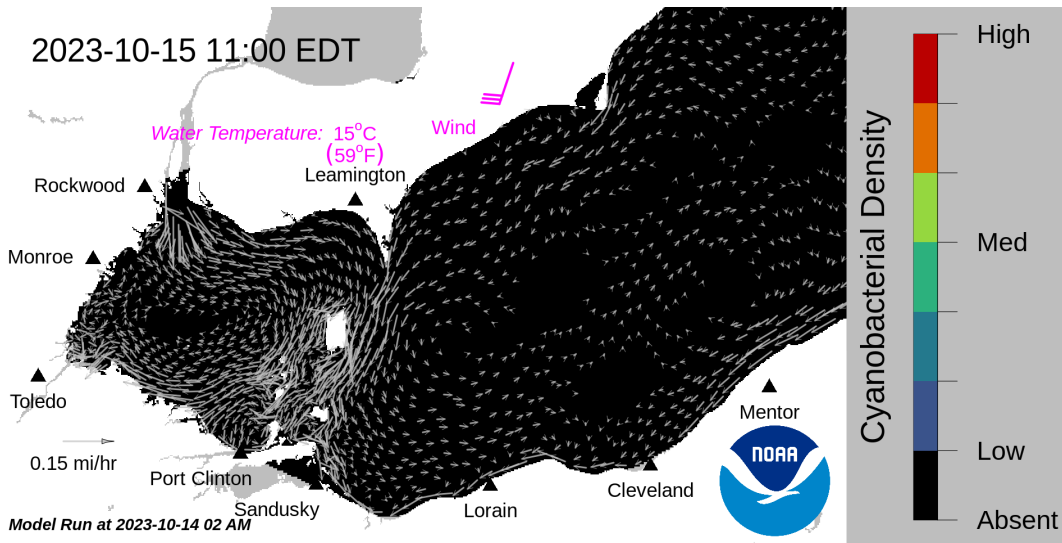 2023-10-15 11:00 EDT
Wind
Water Temperature: 15°C
(59°F)
Leamington
Rockwood
Monroe
Toledo
0.15 mi/hr
Port Clinton
Sandusky
Lorain
Cleveland
Mentor
NOAA
Model Run at 2023-10-14 02 AM
Cyanobacterial Density
High
Med
Low
Absent